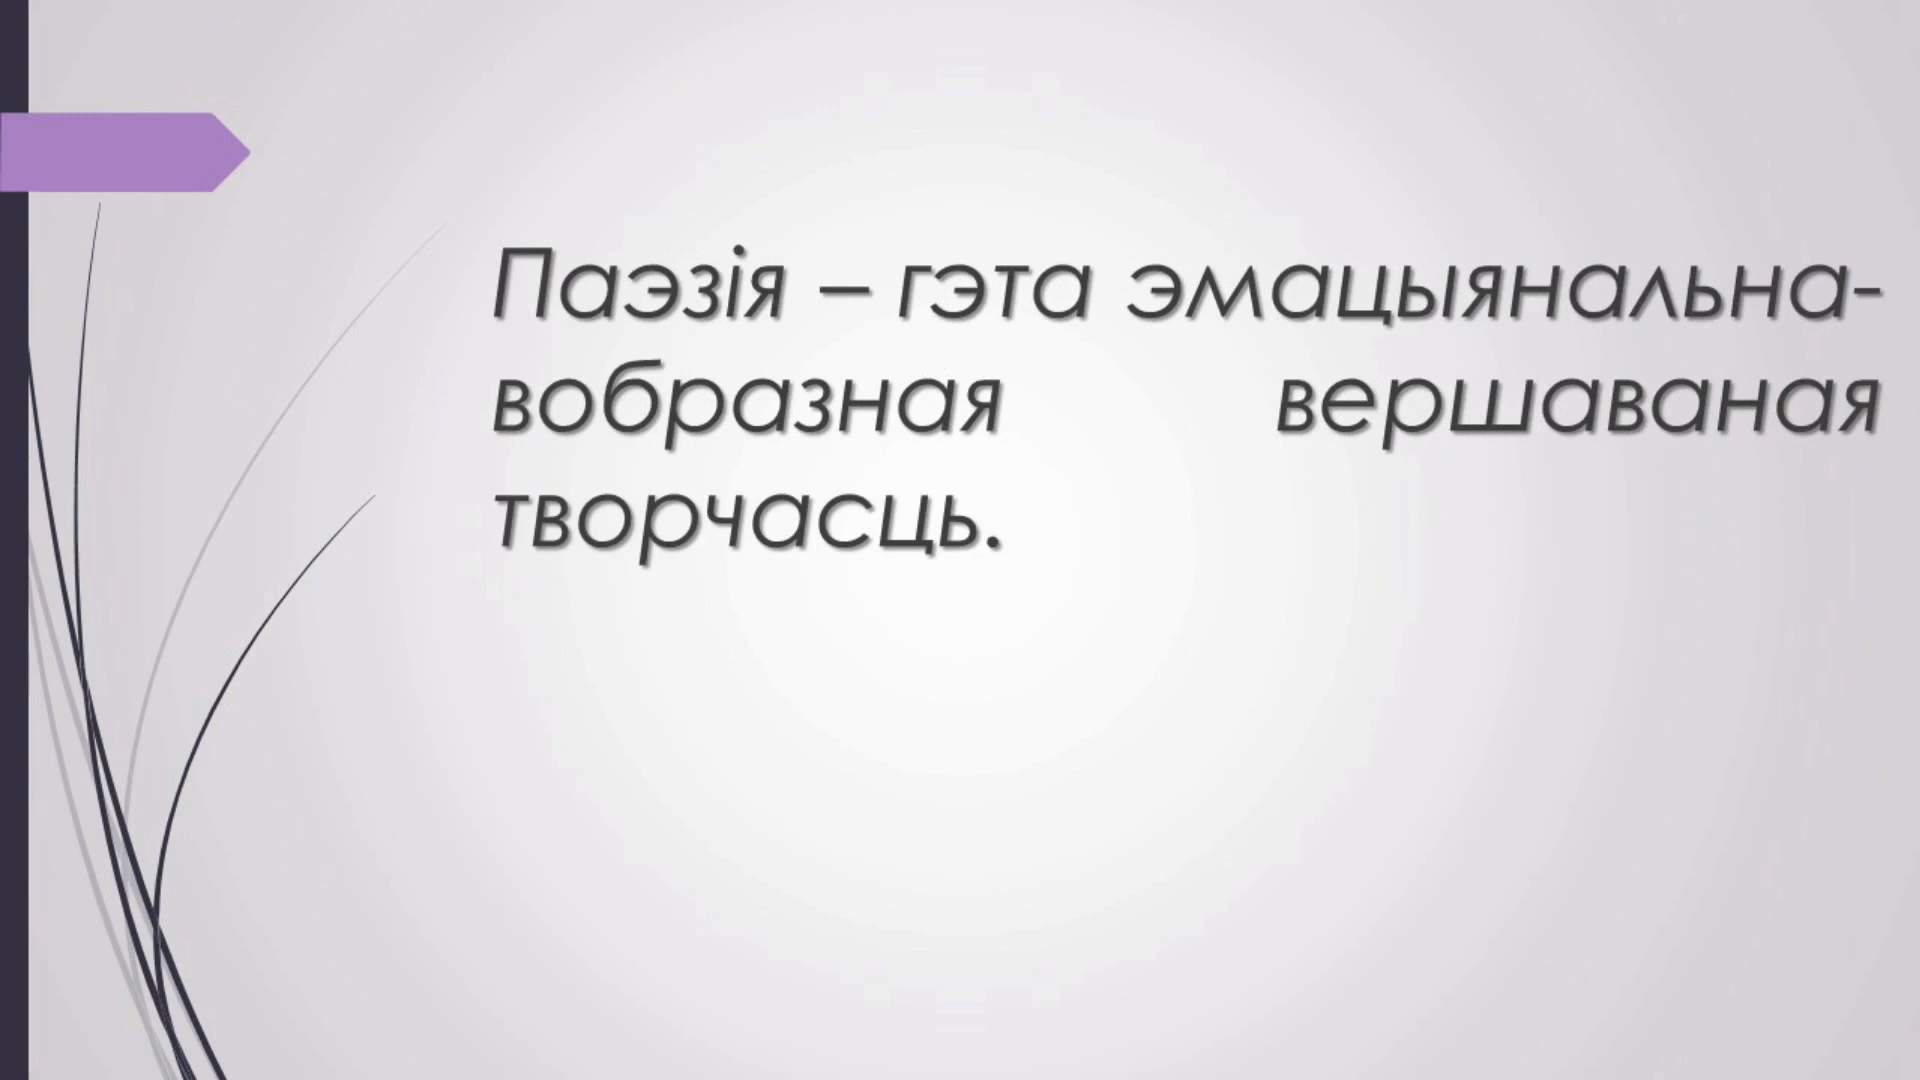 Паэзія – гэта эмацыянальна-
вобразная вершаваная
творчасць.